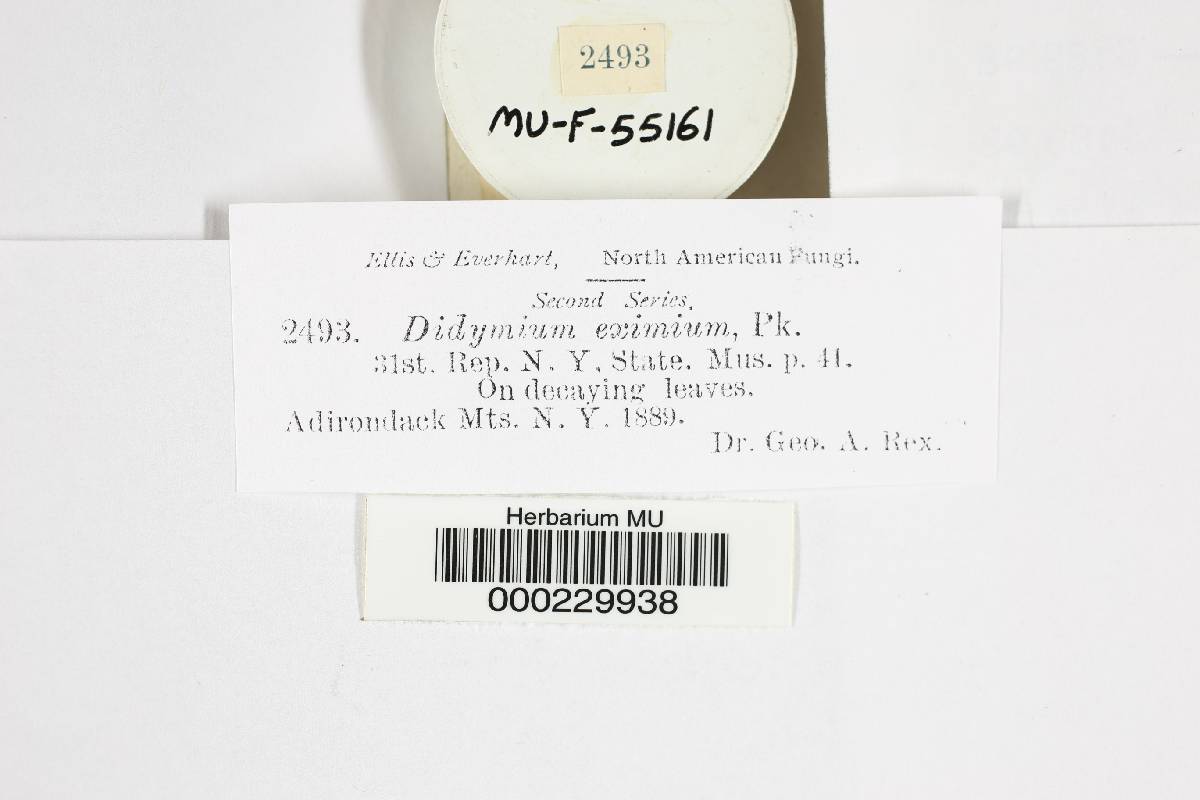 2493
MU-F-55161
Ellis & Everhart, North American Fungi.
Second Series.
2493. Didymium eximium, Pk.
31st. Rep. N. Y. State. Mus. p. 41.
On decaying leaves.
Adirondack Mts. N. Y. 1889.
Dr. Geo. A. Rex.
Herbarium MU
000229938